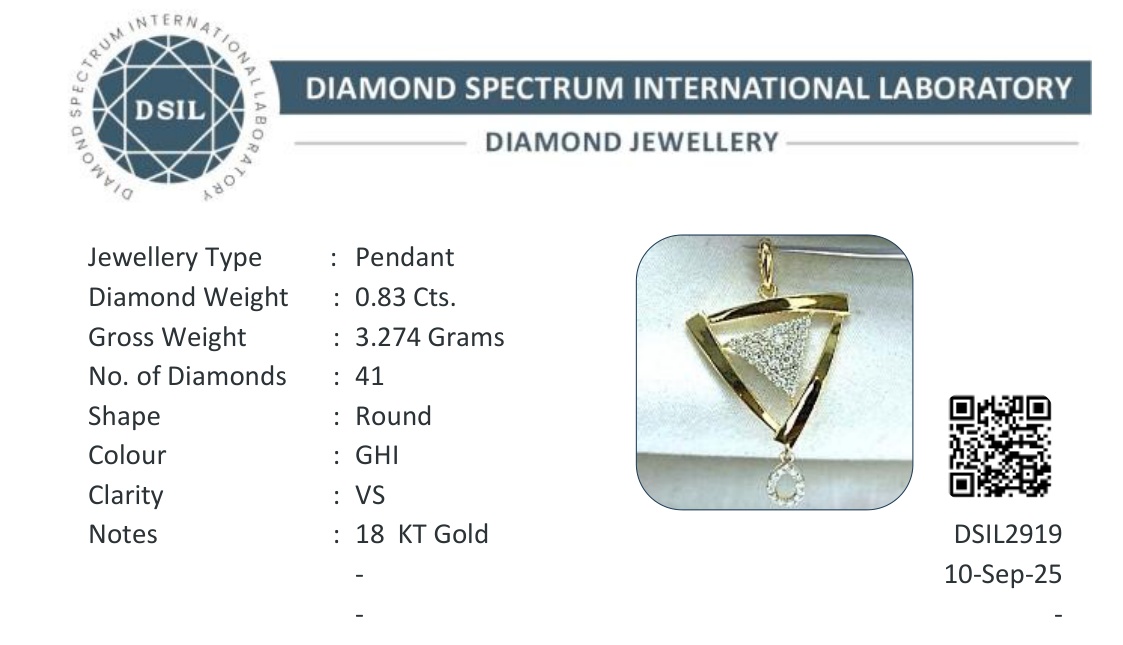 DIAMOND SPECTRUM INTERNATIONAL LABORATORY
DSIL
DIAMOND SPECTRUM INTERNATIONAL LABORATORY
DIAMOND JEWELLERY
Jewellery Type : Pendant
Diamond Weight : 0.83 Cts.
Gross Weight : 3.274 Grams
No. of Diamonds : 41
Shape : Round
Colour : GHI
Clarity : VS
Notes : 18 KT Gold
-
-
DSIL2919
10-Sep-25
-